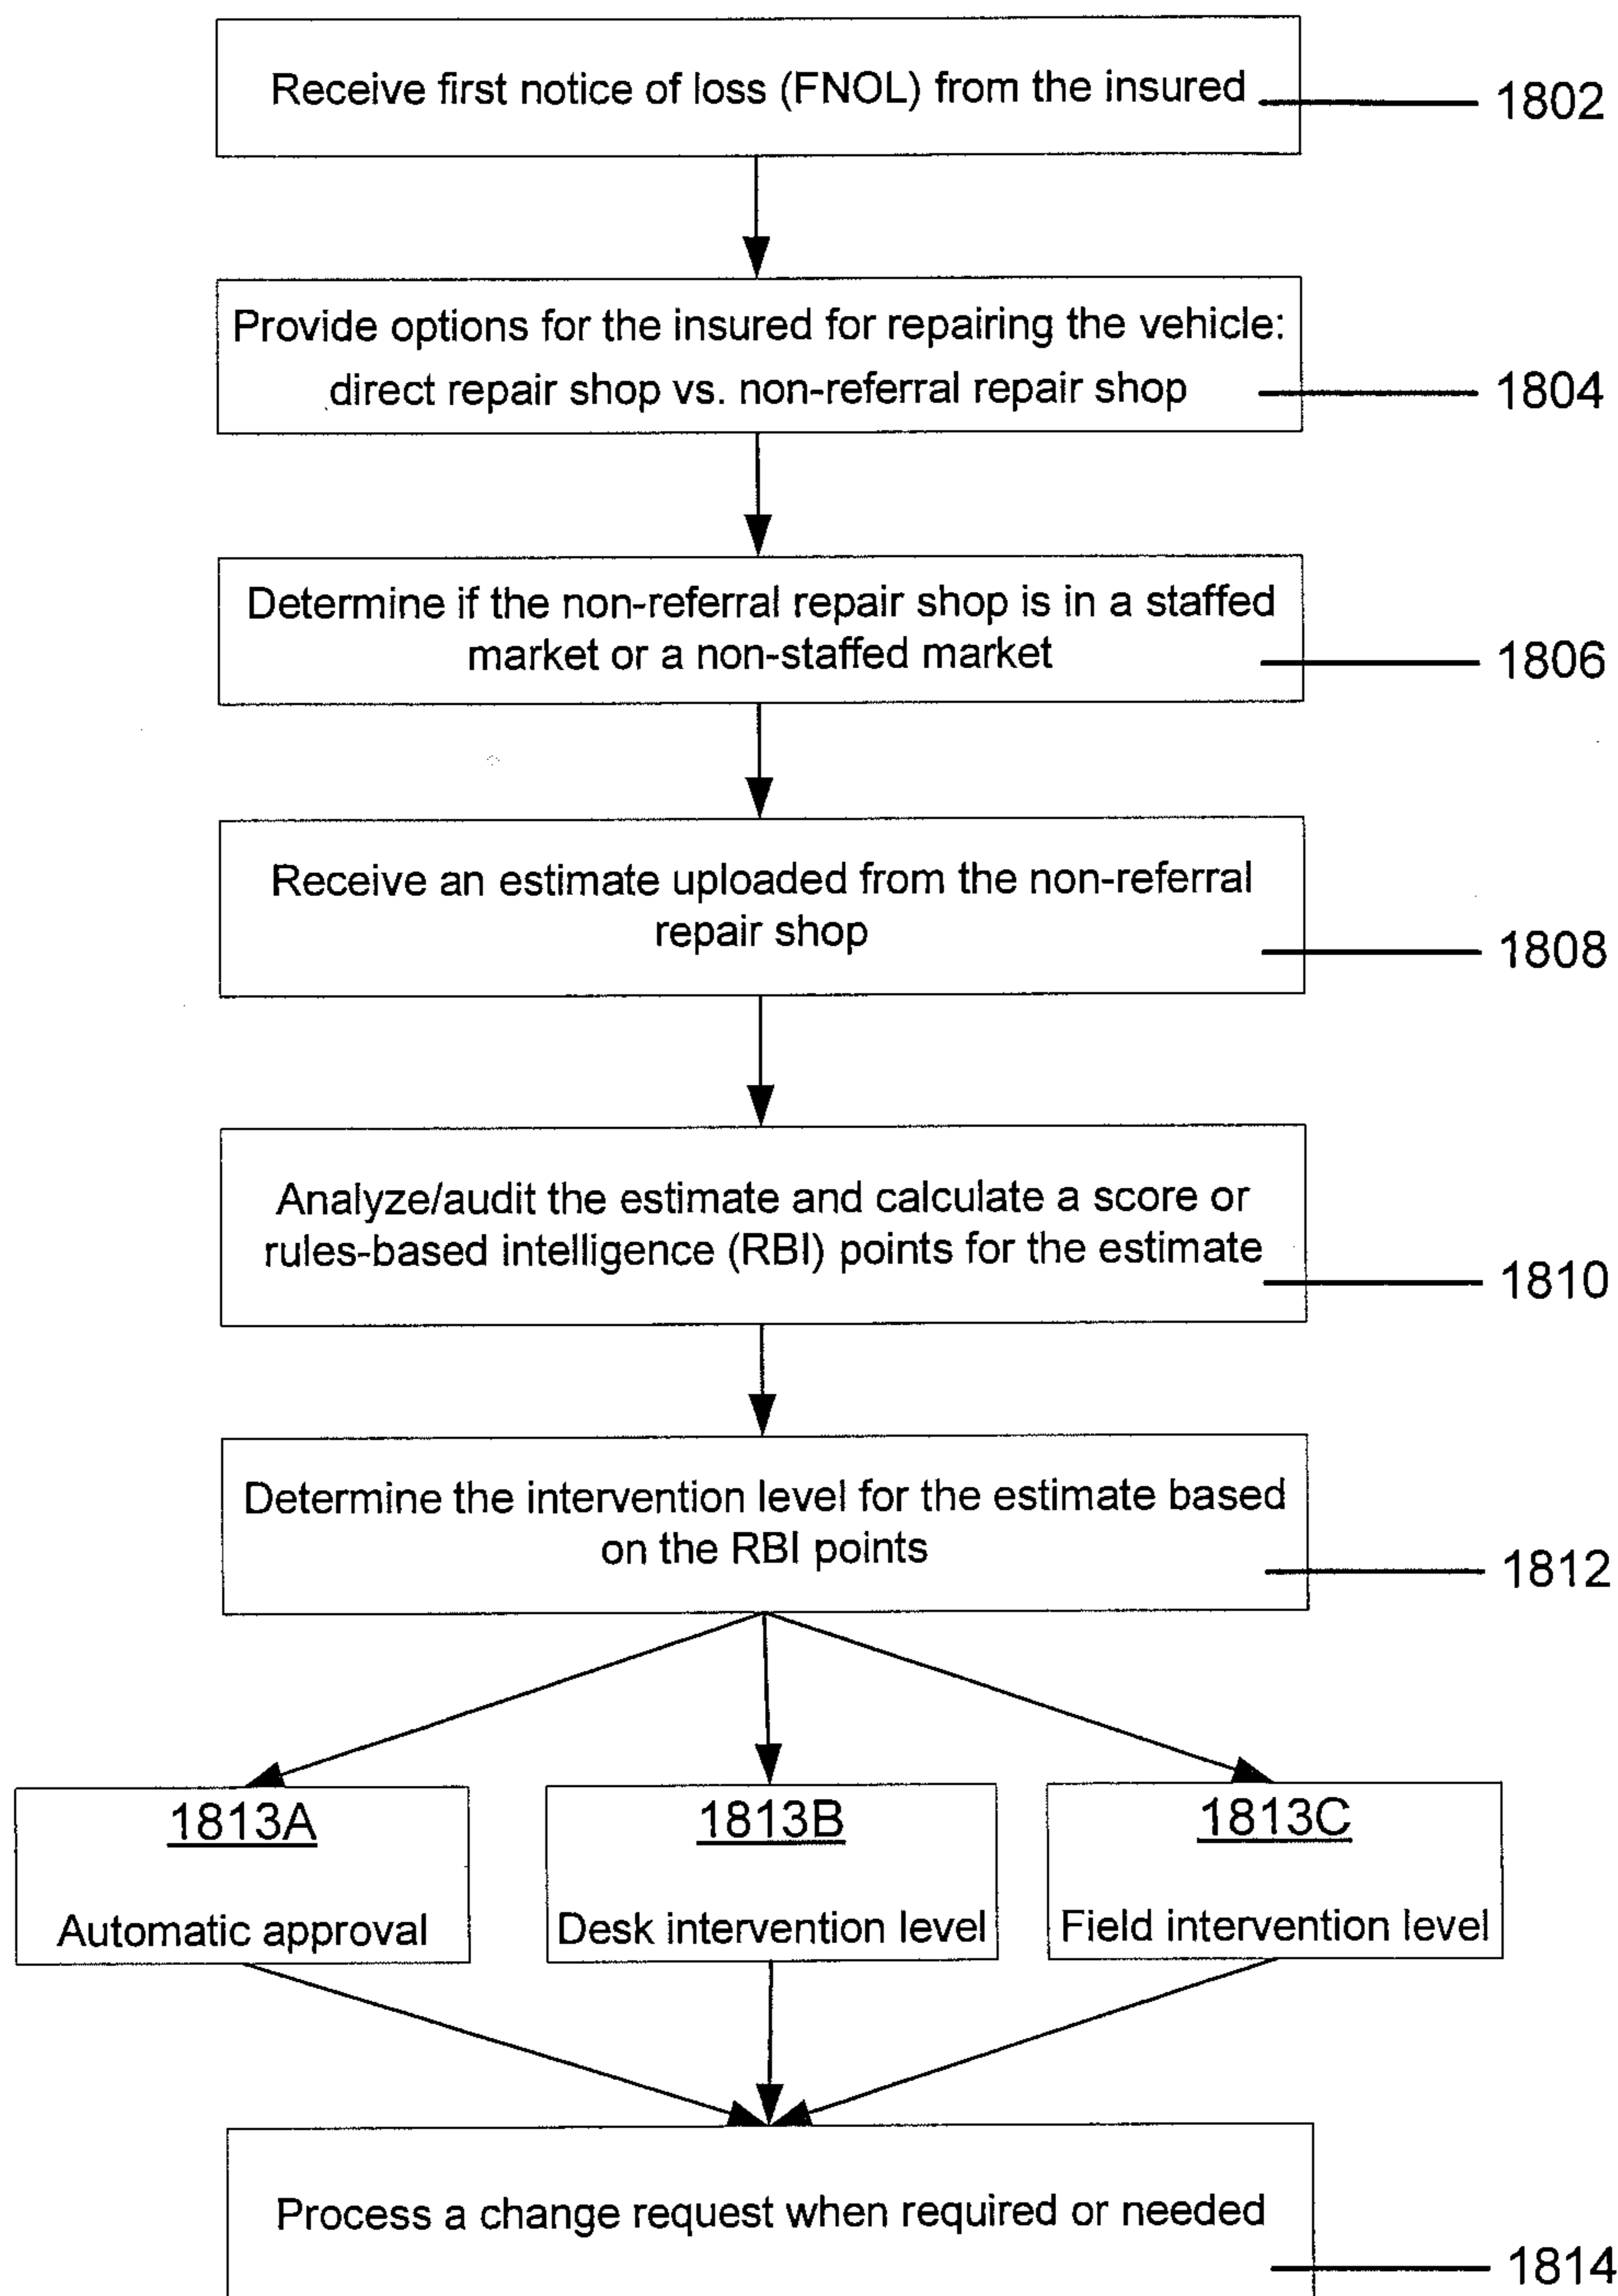 Receive first notice of loss (FNOL) from the insured
1802
Provide options for the insured for repairing the vehicle:
direct repair shop vs. non-referral repair shop
1804
Determine if the non-referral repair shop is in a staffed
market or a non-staffed market
1806
Receive an estimate uploaded from the non-referral
repair shop
1808
Analyze/audit the estimate and calculate a score or
rules-based intelligence (RBI) points for the estimate
1810
Determine the intervention level for the estimate based
on the RBI points
1812
1813A
Automatic approval
1813B
Desk intervention level
1813C
Field intervention level
Process a change request when required or needed
1814